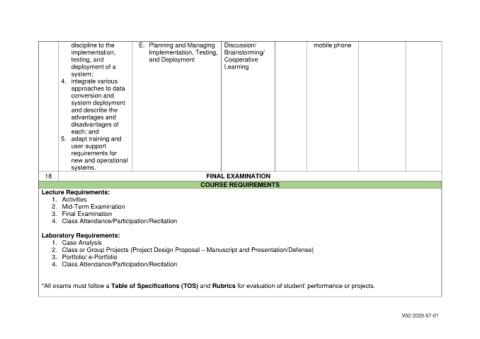 discipline to the
implementation,
testing, and
deployment of a
system;
4. integrate various
approaches to data
conversion and
system deployment
and describe the
advantages and
disadvantages of
each; and
5. adapt training and
user support
requirements for
new and operational
systems.
E. Planning and Managing
Implementation, Testing,
and Deployment
Discussion/
Brainstorming/
Cooperative
Learning
mobile phone
18 FINAL EXAMINATION
COURSE REQUIREMENTS
Lecture Requirements:
1. Activities
2. Mid-Term Examination
3. Final Examination
4. Class Attendance/Participation/Recitation
Laboratory Requirements:
1. Case Analysis
2. Class or Group Projects (Project Design Proposal – Manuscript and Presentation/Defense)
3. Portfolio/ e-Portfolio
4. Class Attendance/Participation/Recitation
*All exams must follow a Table of Specifications (TOS) and Rubrics for evaluation of student' performance or projects.
V02-2020-07-01